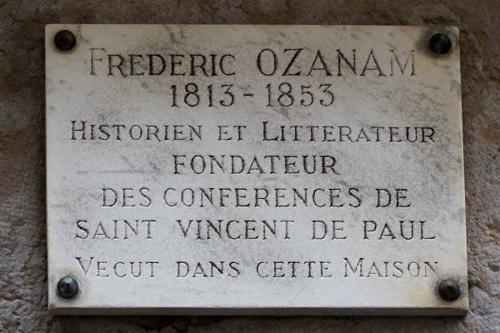 FREDERIC OZANAM
1813-1853
HISTORIEN ET LITTERATEUR
FONDATEUR
DES CONFERENCES DE
SAINT VINCENT DE PAUL
VECUT DANS CETTE MAISON